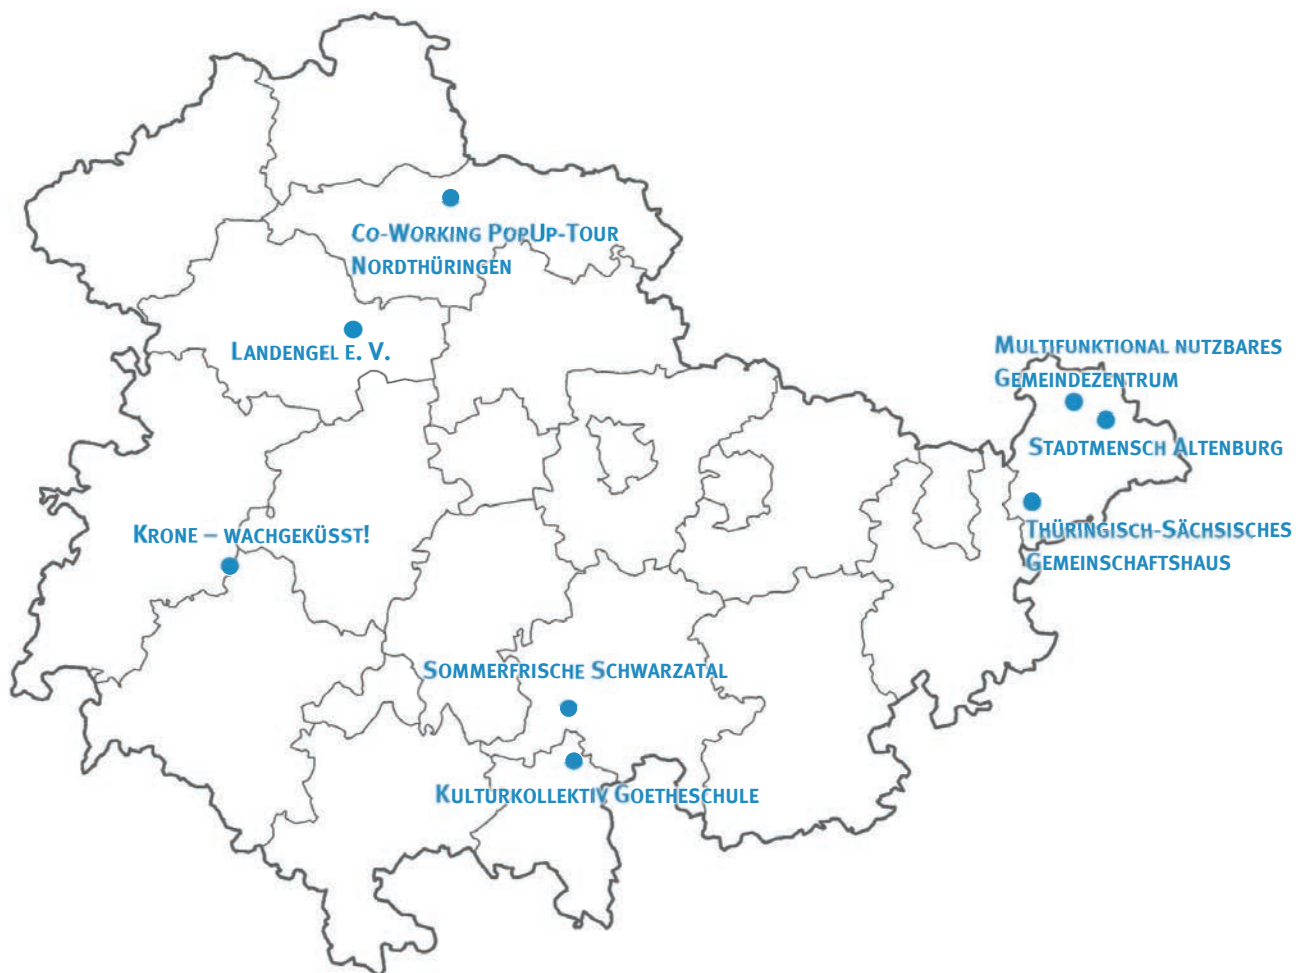 Co-Working PopUp-Tour
Nordthüringen
Landengel e. V.
Multifunktional nutzbares
Gemeindezentrum
Stadtmensch Altenburg
Thüringisch-Sächsisches
Gemeinschaftshaus
Krone – wachgeküsst!
Sommerfrische Schwarzatal
Kulturkollektiv Goetheschule